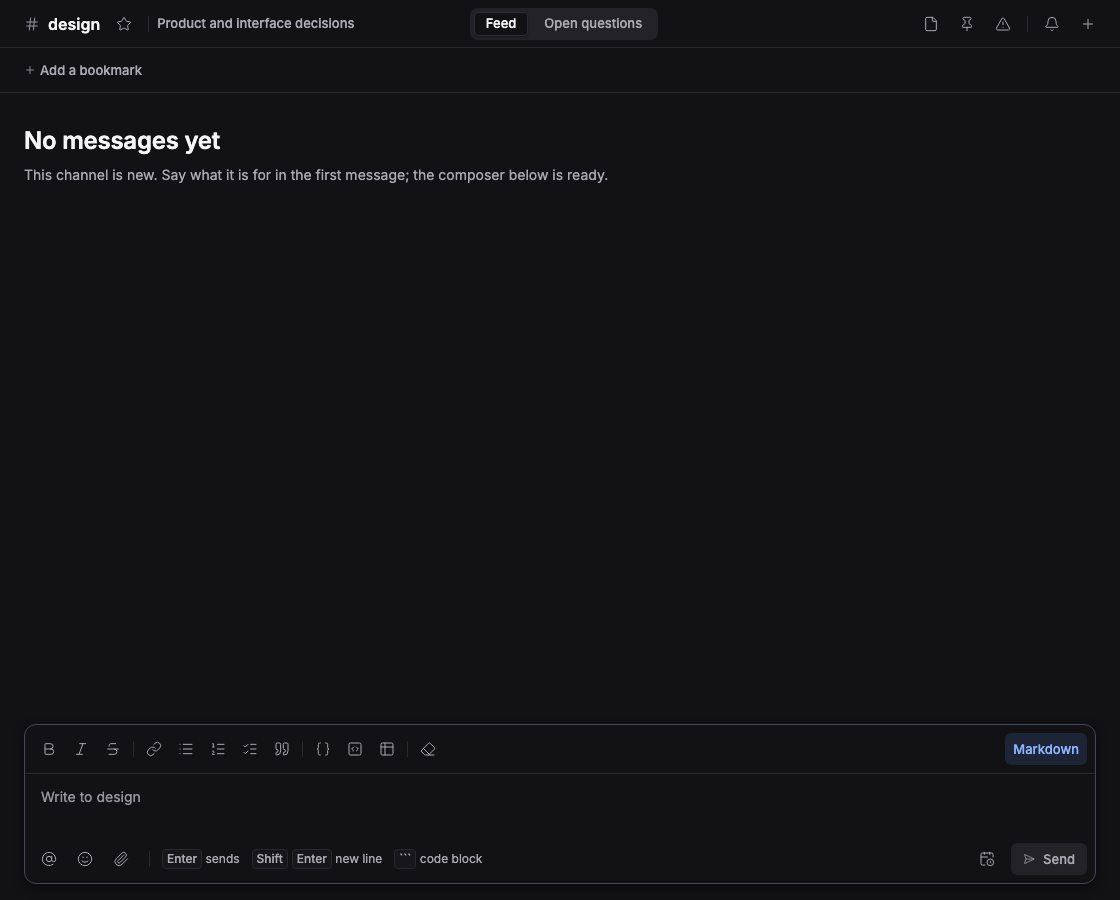 # design
Product and interface decisions
Feed
Open questions
+ Add a bookmark
No messages yet
This channel is new. Say what it is for in the first message; the composer below is ready.
Markdown
Write to design
Enter sends Shift Enter new line ``` code block
Send